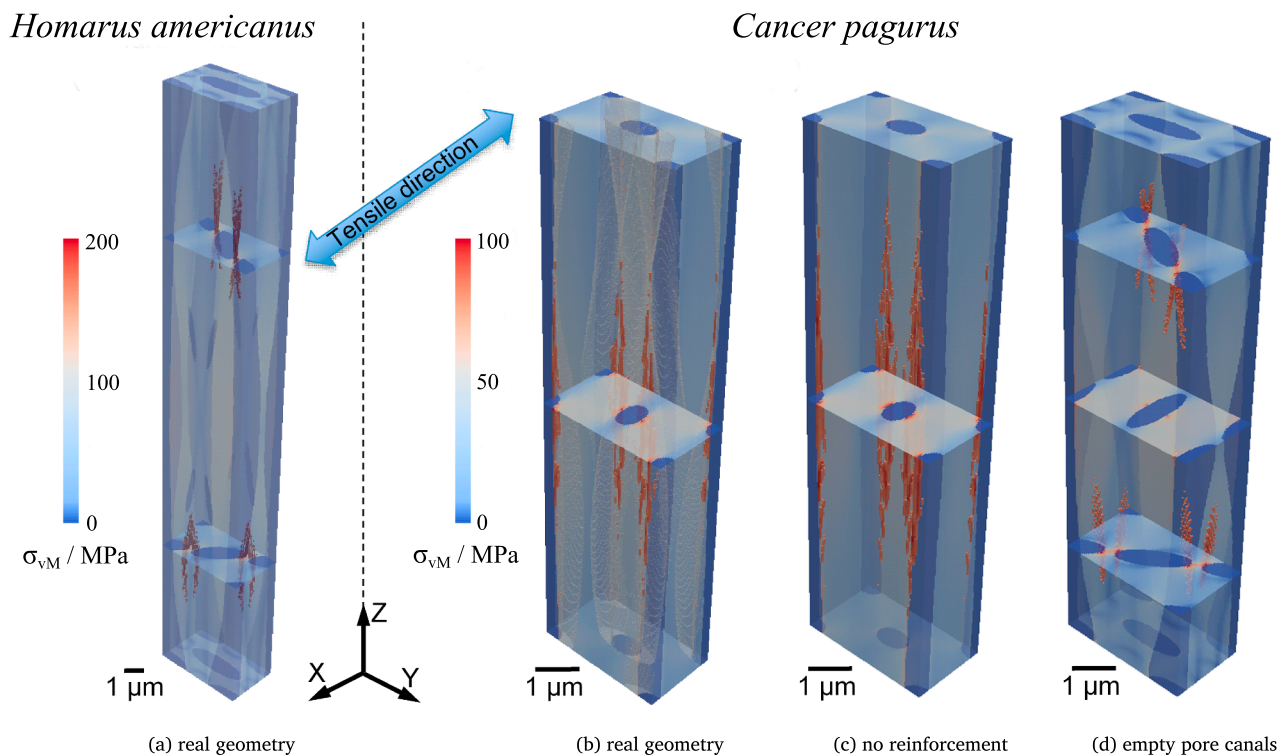 Homarus americanus
Cancer pagurus
Tensile direction
200
100
0
σvM / MPa
100
50
0
σvM / MPa
Z
X
Y
1 μm
1 μm
1 μm
1 μm
(a) real geometry
(b) real geometry
(c) no reinforcement
(d) empty pore canals